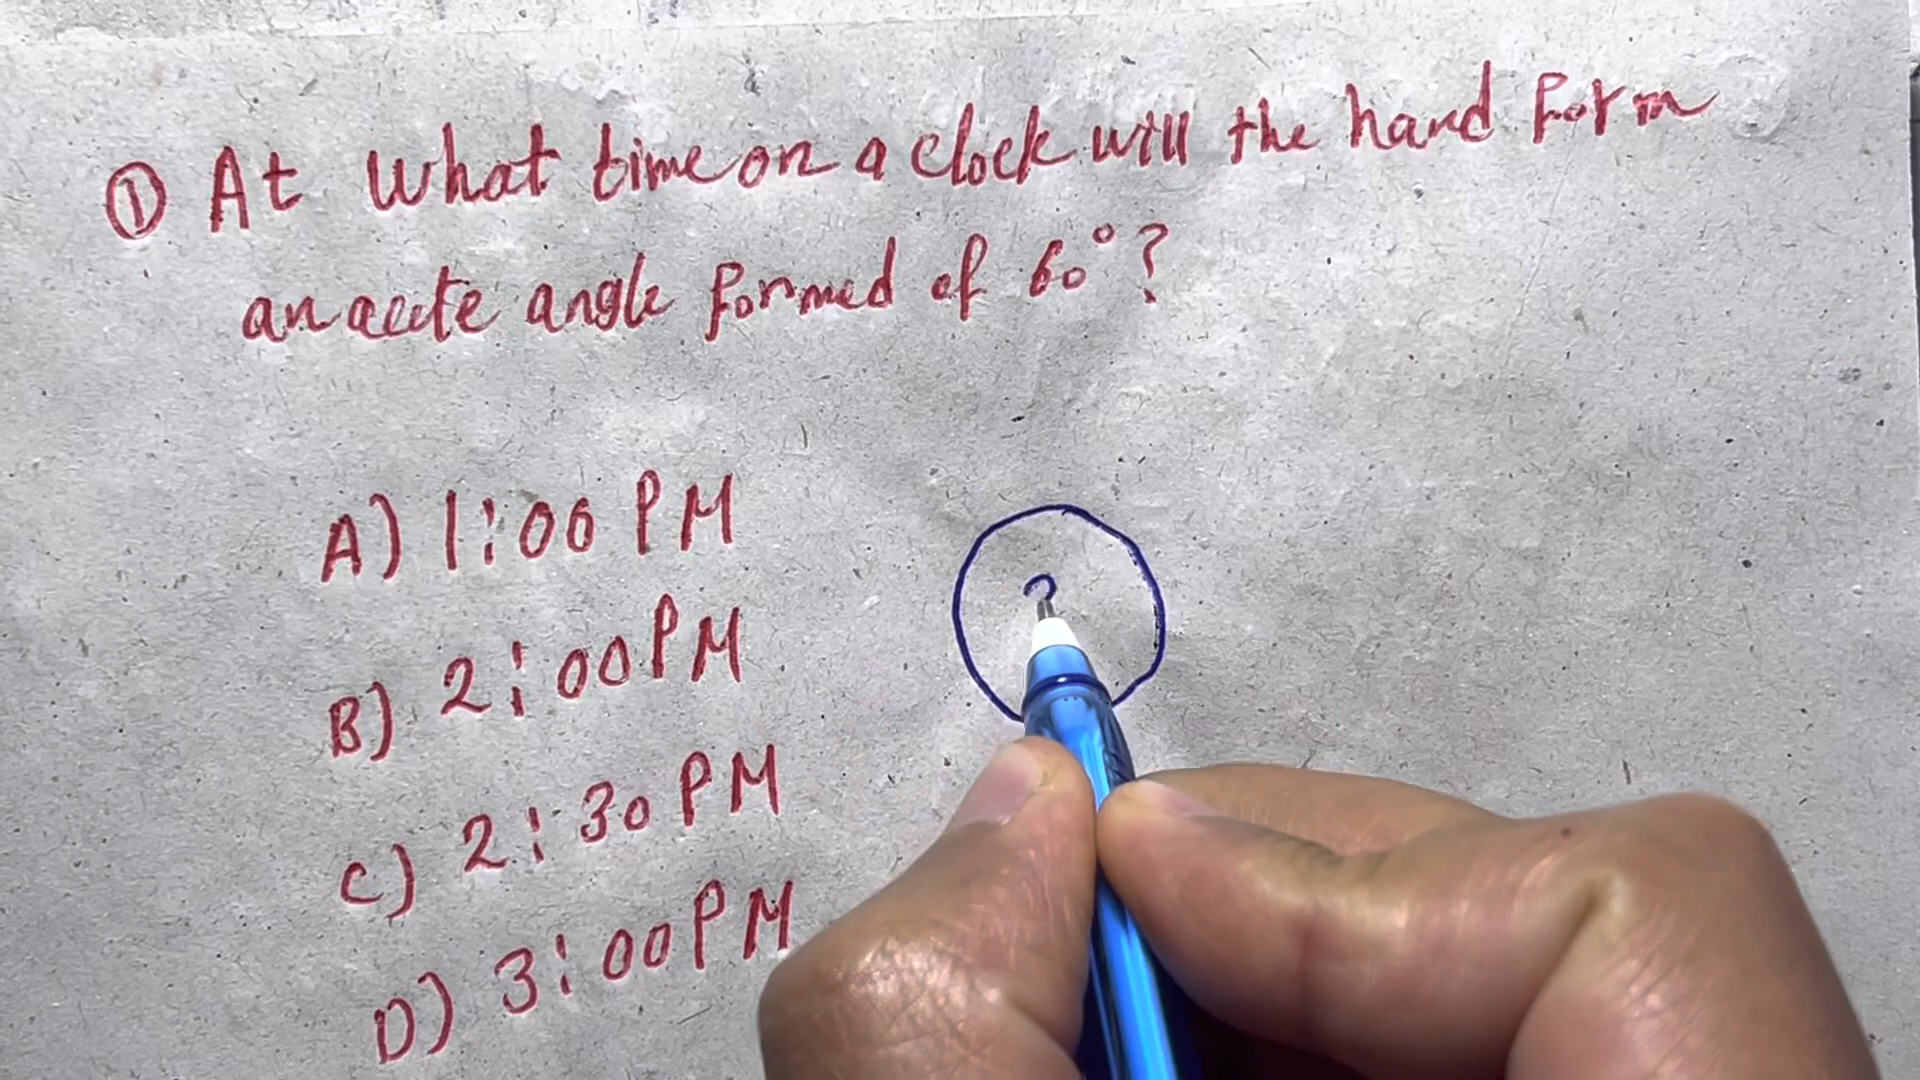 ① At What time on a clock will the hand form
an acute angle formed of 60°?
A) 1:00 PM
B) 2:00 PM
C) 2:30 PM
D) 3:00 PM
?